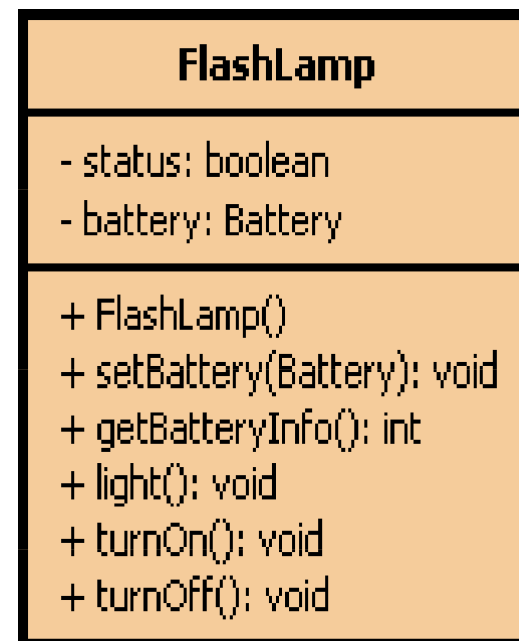 FlashLamp
- status: boolean
- battery: Battery
+ FlashLamp()
+ setBattery(Battery): void
+ getBatteryInfo(): int
+ light(): void
+ turnOn(): void
+ turnOff(): void